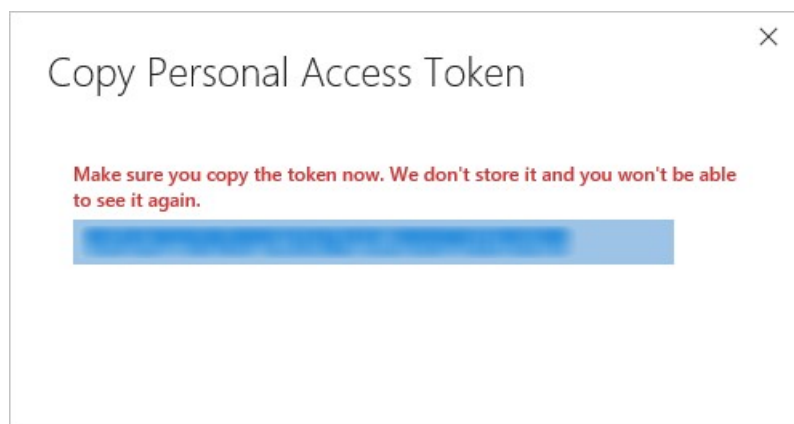 Copy Personal Access Token
Make sure you copy the token now. We don't store it and you won't be able
to see it again.